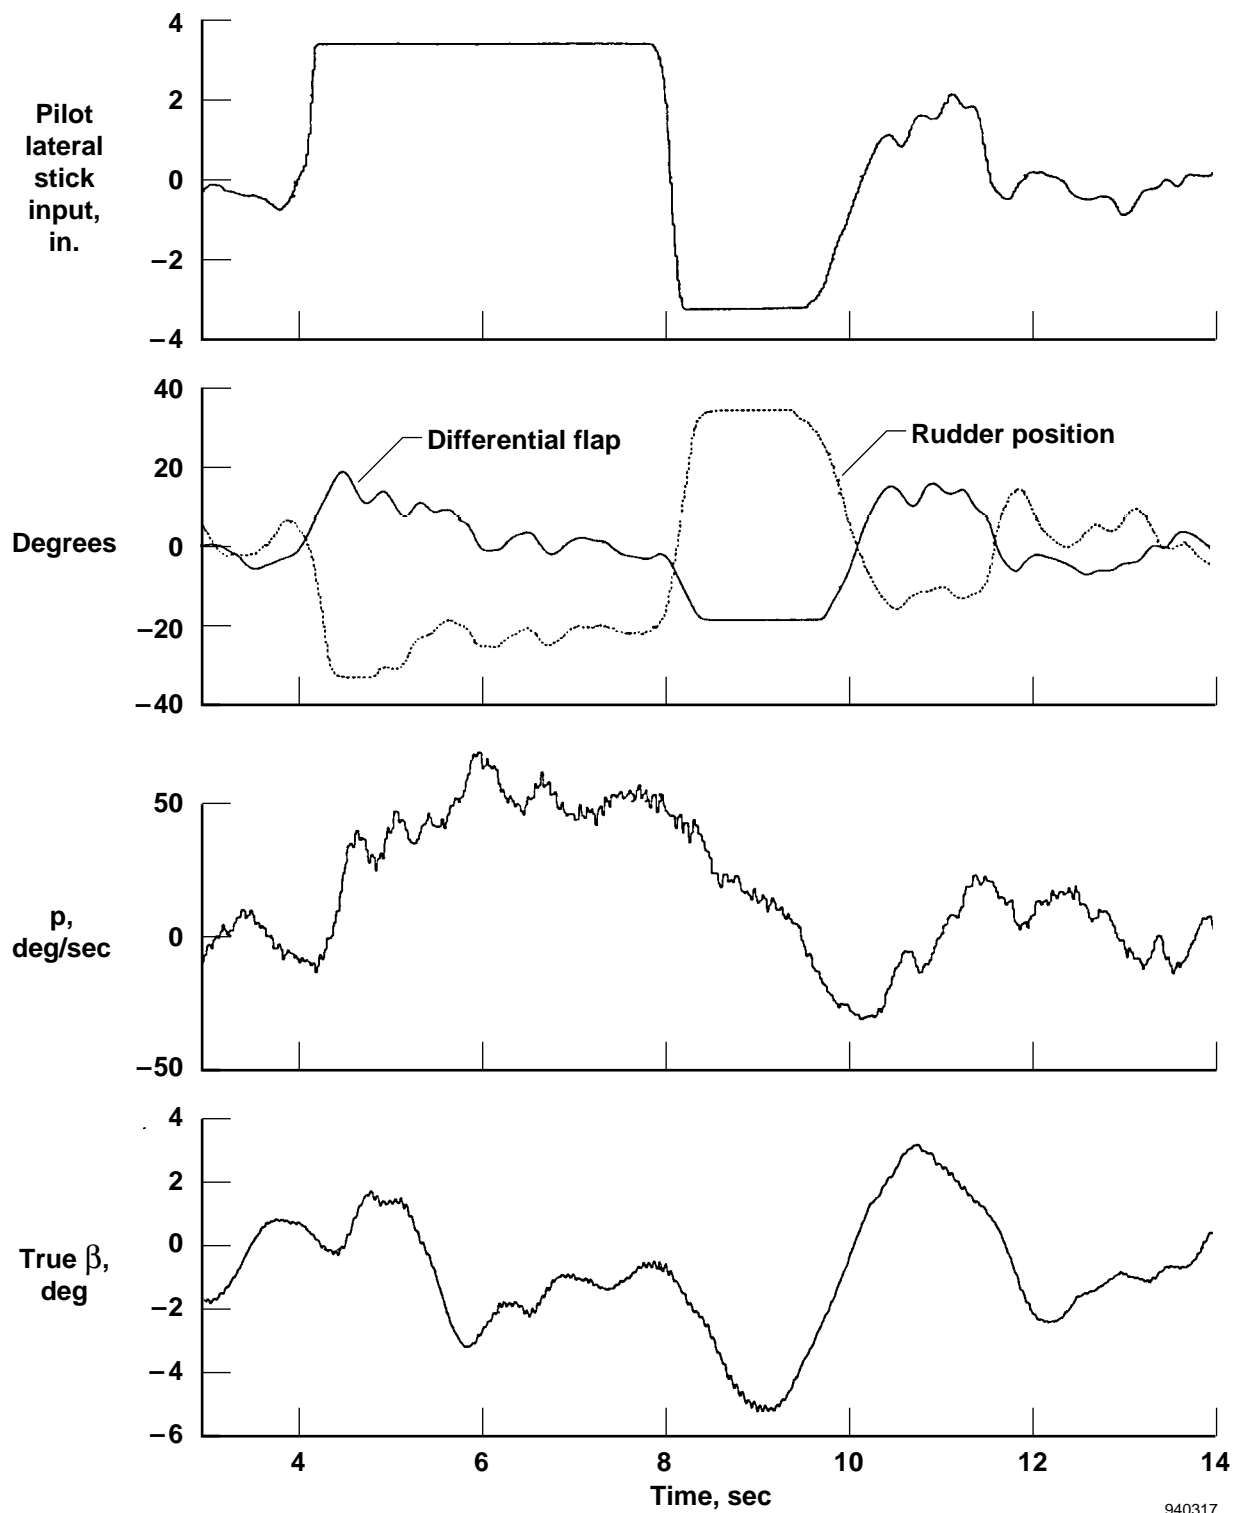 4
2
0
−2
−4
Pilot
lateral
stick
input,
in.
40
20
0
−20
−40
Degrees
Differential flap
Rudder position
50
0
−50
p,
deg/sec
4
2
0
−2
−4
−6
True β,
deg
4 6 8 10 12 14
Time, sec
940317